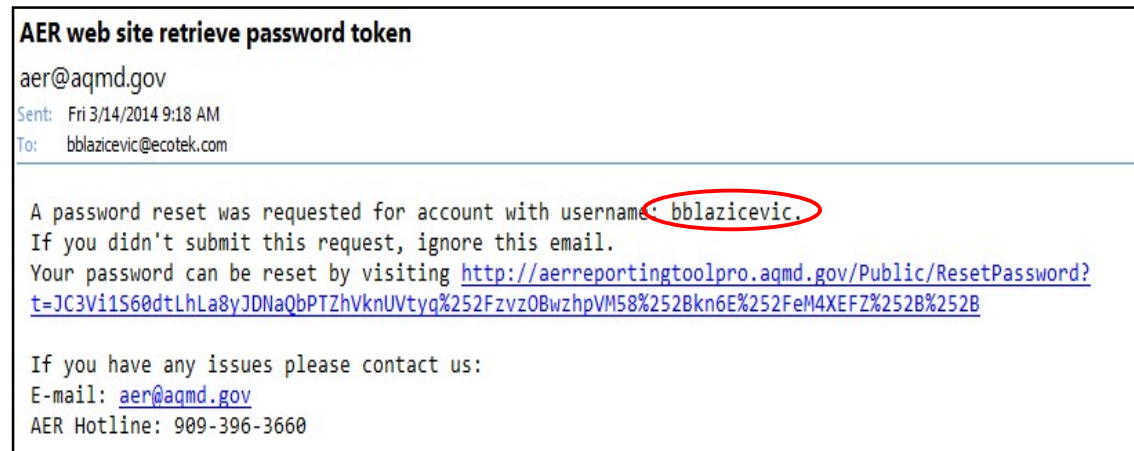 AER web site retrieve password token
aer@aqmd.gov
Sent: Fri 3/14/2014 9:18 AM
To: bblazicevic@ecotek.com
A password reset was requested for account with username: bblazicevic.
If you didn't submit this request, ignore this email.
Your password can be reset by visiting http://aerreportingtoolpro.aqmd.gov/Public/ResetPassword?
t=JC3Vi1S60dtLhLa8yJDNaQbPTZhVknUVtyq%252FzvzOBwzhpVM58%252Bkn6E%252FeM4XEFZ%252B%252B
If you have any issues please contact us:
E-mail: aer@aqmd.gov
AER Hotline: 909-396-3660